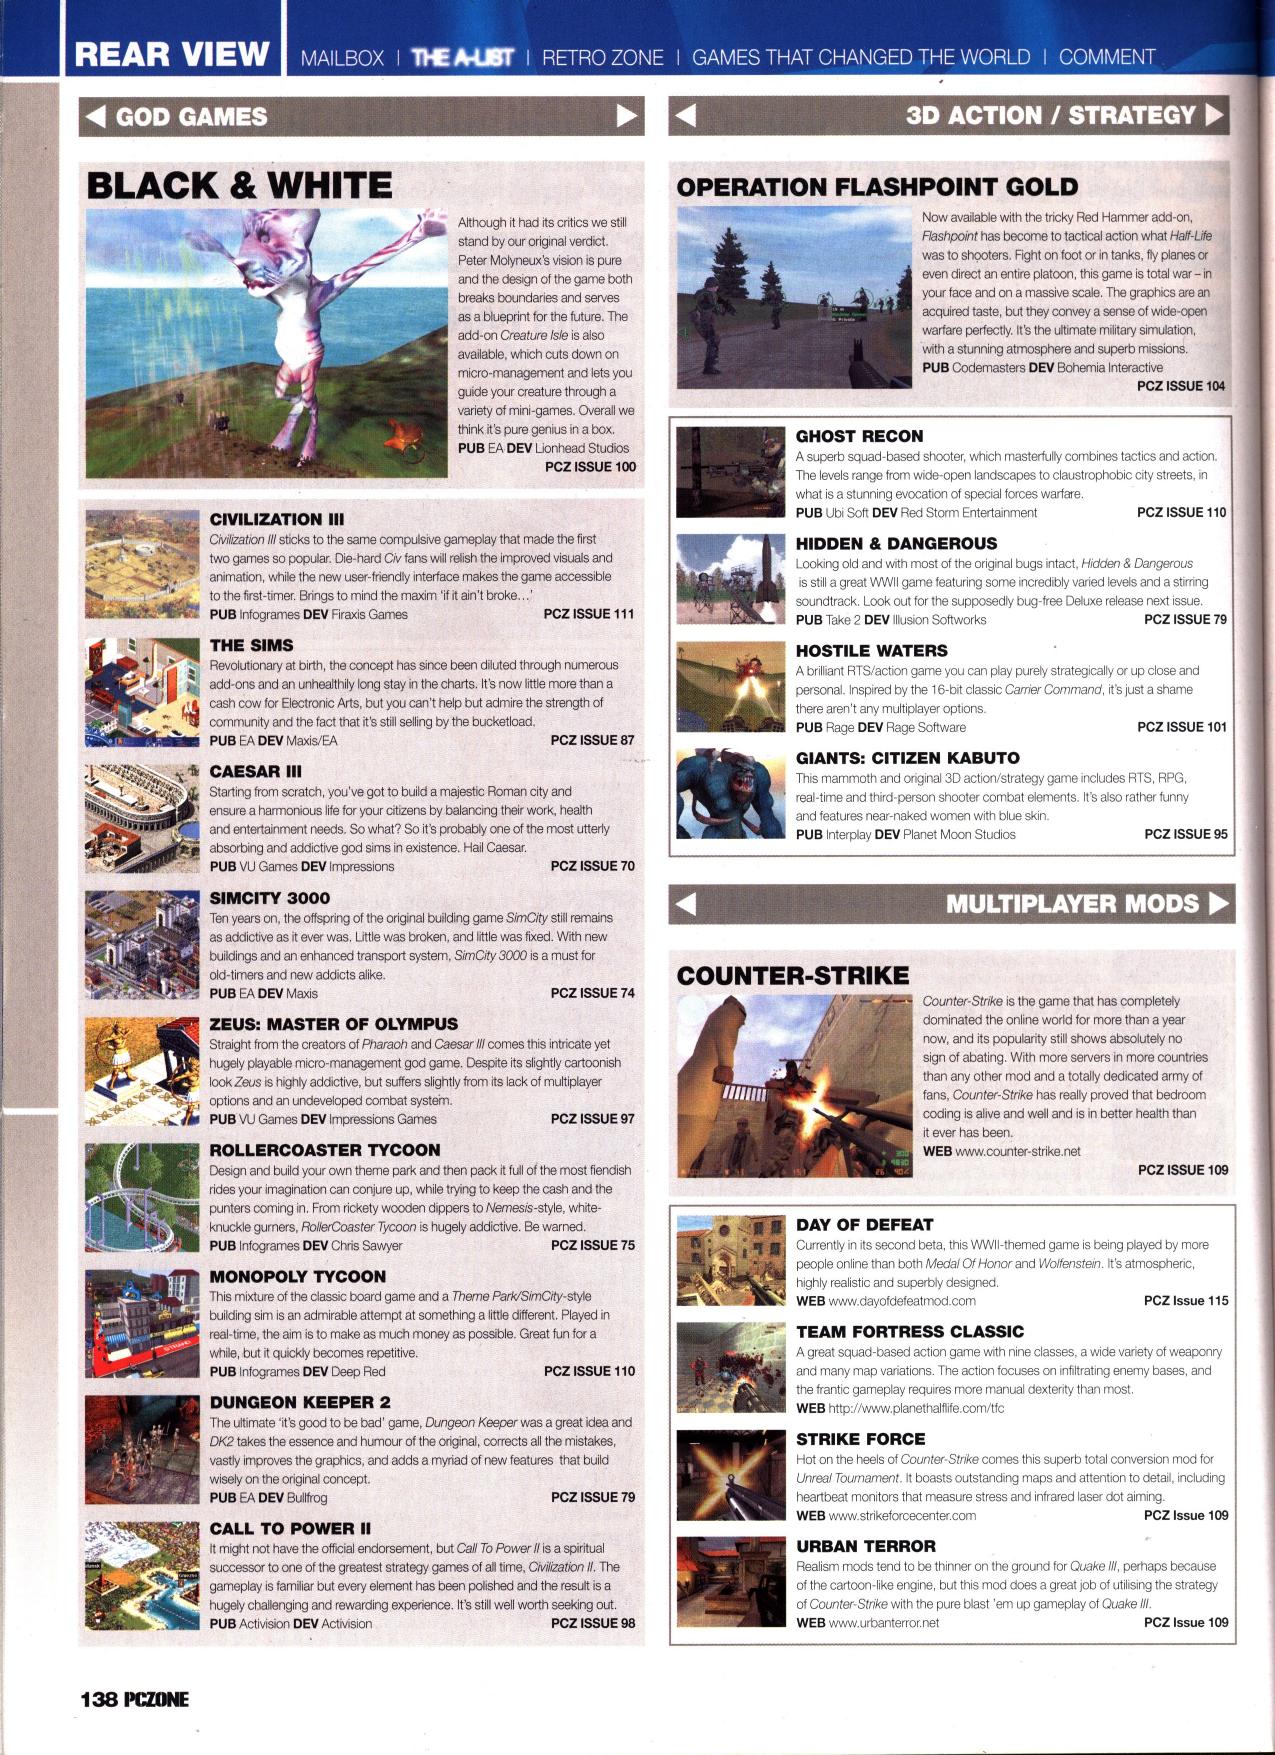 REAR VIEW
MAILBOX | THE A-LIST | RETRO ZONE | GAMES THAT CHANGED THE WORLD | COMMENT
GOD GAMES
BLACK & WHITE
Although it had its critics we still
stand by our original verdict.
Peter Molyneux's vision is pure
and the design of the game both
breaks boundaries and serves
as a blueprint for the future. The
add-on Creature Isle is also
available, which cuts down on
micro-management and lets you
guide your creature through a
variety of mini-games. Overall we
think it's pure genius in a box.
PUB EA DEV Lionhead Studios
PCZ ISSUE 100
CIVILIZATION III
Civilization III sticks to the same compulsive gameplay that made the first
two games so popular. Die-hard Civ fans will relish the improved visuals and
animation, while the new user-friendly interface makes the game accessible
to the first-timer. Brings to mind the maxim 'if it ain't broke...'
PUB Infogrames DEV Firaxis Games PCZ ISSUE 111
THE SIMS
Revolutionary at birth, the concept has since been diluted through numerous
add-ons and an unhealthily long stay in the charts. It's now little more than a
cash cow for Electronic Arts, but you can't help but admire the strength of
community and the fact that it's still selling by the bucketload.
PUB EA DEV Maxis/EA PCZ ISSUE 87
CAESAR III
Starting from scratch, you've got to build a majestic Roman city and
ensure a harmonious life for your citizens by balancing their work, health
and entertainment needs. So what? So it's probably one of the most utterly
absorbing and addictive god sims in existence. Hail Caesar.
PUB VU Games DEV Impressions PCZ ISSUE 70
SIMCITY 3000
Ten years on, the offspring of the original building game SimCity still remains
as addictive as it ever was. Little was broken, and little was fixed. With new
buildings and an enhanced transport system, SimCity 3000 is a must for
old-timers and new addicts alike.
PUB EA DEV Maxis PCZ ISSUE 74
ZEUS: MASTER OF OLYMPUS
Straight from the creators of Pharaoh and Caesar III comes this intricate yet
hugely playable micro-management god game. Despite its slightly cartoonish
look Zeus is highly addictive, but suffers slightly from its lack of multiplayer
options and an undeveloped combat system.
PUB VU Games DEV Impressions Games PCZ ISSUE 97
ROLLERCOASTER TYCOON
Design and build your own theme park and then pack it full of the most fiendish
rides your imagination can conjure up, while trying to keep the cash and the
punters coming in. From rickety wooden dippers to Nemesis-style, white-
knuckle gurners, RollerCoaster Tycoon is hugely addictive. Be warned.
PUB Infogrames DEV Chris Sawyer PCZ ISSUE 75
MONOPOLY TYCOON
This mixture of the classic board game and a Theme Park/SimCity-style
building sim is an admirable attempt at something a little different. Played in
real-time, the aim is to make as much money as possible. Great fun for a
while, but it quickly becomes repetitive.
PUB Infogrames DEV Deep Red PCZ ISSUE 110
DUNGEON KEEPER 2
The ultimate 'it's good to be bad' game, Dungeon Keeper was a great idea and
DK2 takes the essence and humour of the original, corrects all the mistakes,
vastly improves the graphics, and adds a myriad of new features that build
wisely on the original concept.
PUB EA DEV Bullfrog PCZ ISSUE 79
CALL TO POWER II
It might not have the official endorsement, but Call To Power II is a spiritual
successor to one of the greatest strategy games of all time, Civilization II. The
gameplay is familiar but every element has been polished and the result is a
hugely challenging and rewarding experience. It's still well worth seeking out.
PUB Activision DEV Activision PCZ ISSUE 98
3D ACTION / STRATEGY
OPERATION FLASHPOINT GOLD
Now available with the tricky Red Hammer add-on,
Flashpoint has become to tactical action what Half-Life
was to shooters. Fight on foot or in tanks, fly planes or
even direct an entire platoon, this game is total war – in
your face and on a massive scale. The graphics are an
acquired taste, but they convey a sense of wide-open
warfare perfectly. It's the ultimate military simulation,
with a stunning atmosphere and superb missions.
PUB Codemasters DEV Bohemia Interactive
PCZ ISSUE 104
GHOST RECON
A superb squad-based shooter, which masterfully combines tactics and action.
The levels range from wide-open landscapes to claustrophobic city streets, in
what is a stunning evocation of special forces warfare.
PUB Ubi Soft DEV Red Storm Entertainment PCZ ISSUE 110
HIDDEN & DANGEROUS
Looking old and with most of the original bugs intact, Hidden & Dangerous
is still a great WWII game featuring some incredibly varied levels and a stirring
soundtrack. Look out for the supposedly bug-free Deluxe release next issue.
PUB Take 2 DEV Illusion Softworks PCZ ISSUE 79
HOSTILE WATERS
A brilliant RTS/action game you can play purely strategically or up close and
personal. Inspired by the 16-bit classic Carrier Command, it's just a shame
there aren't any multiplayer options.
PUB Rage DEV Rage Software PCZ ISSUE 101
GIANTS: CITIZEN KABUTO
This mammoth and original 3D action/strategy game includes RTS, RPG,
real-time and third-person shooter combat elements. It's also rather funny
and features near-naked women with blue skin.
PUB Interplay DEV Planet Moon Studios PCZ ISSUE 95
MULTIPLAYER MODS
COUNTER-STRIKE
Counter-Strike is the game that has completely
dominated the online world for more than a year
now, and its popularity still shows absolutely no
sign of abating. With more servers in more countries
than any other mod and a totally dedicated army of
fans, Counter-Strike has really proved that bedroom
coding is alive and well and is in better health than
it ever has been.
WEB www.counter-strike.net
PCZ ISSUE 109
DAY OF DEFEAT
Currently in its second beta, this WWII-themed game is being played by more
people online than both Medal Of Honor and Wolfenstein. It's atmospheric,
highly realistic and superbly designed.
WEB www.dayofdefeatmod.com PCZ Issue 115
TEAM FORTRESS CLASSIC
A great squad-based action game with nine classes, a wide variety of weaponry
and many map variations. The action focuses on infiltrating enemy bases, and
the frantic gameplay requires more manual dexterity than most.
WEB http://www.planethalflife.com/tfc
STRIKE FORCE
Hot on the heels of Counter-Strike comes this superb total conversion mod for
Unreal Tournament. It boasts outstanding maps and attention to detail, including
heartbeat monitors that measure stress and infrared laser dot aiming.
WEB www.strikeforcecenter.com PCZ Issue 109
URBAN TERROR
Realism mods tend to be thinner on the ground for Quake III, perhaps because
of the cartoon-like engine, but this mod does a great job of utilising the strategy
of Counter-Strike with the pure blast 'em up gameplay of Quake III.
WEB www.urbanterror.net PCZ Issue 109
138 PCZONE